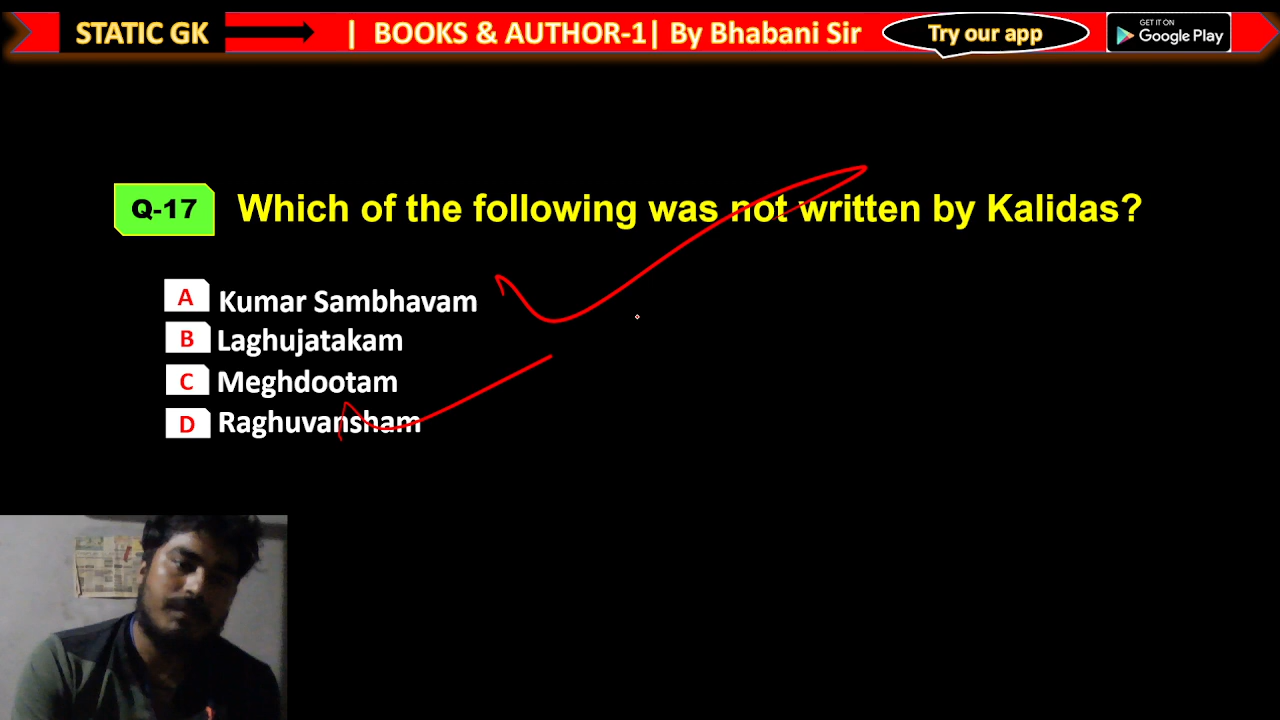 STATIC GK | BOOKS & AUTHOR-1| By Bhabani Sir Try our app GET IT ON Google Play
Q-17 Which of the following was not written by Kalidas?
A Kumar Sambhavam
B Laghujatakam
C Meghdootam
D Raghuvansham